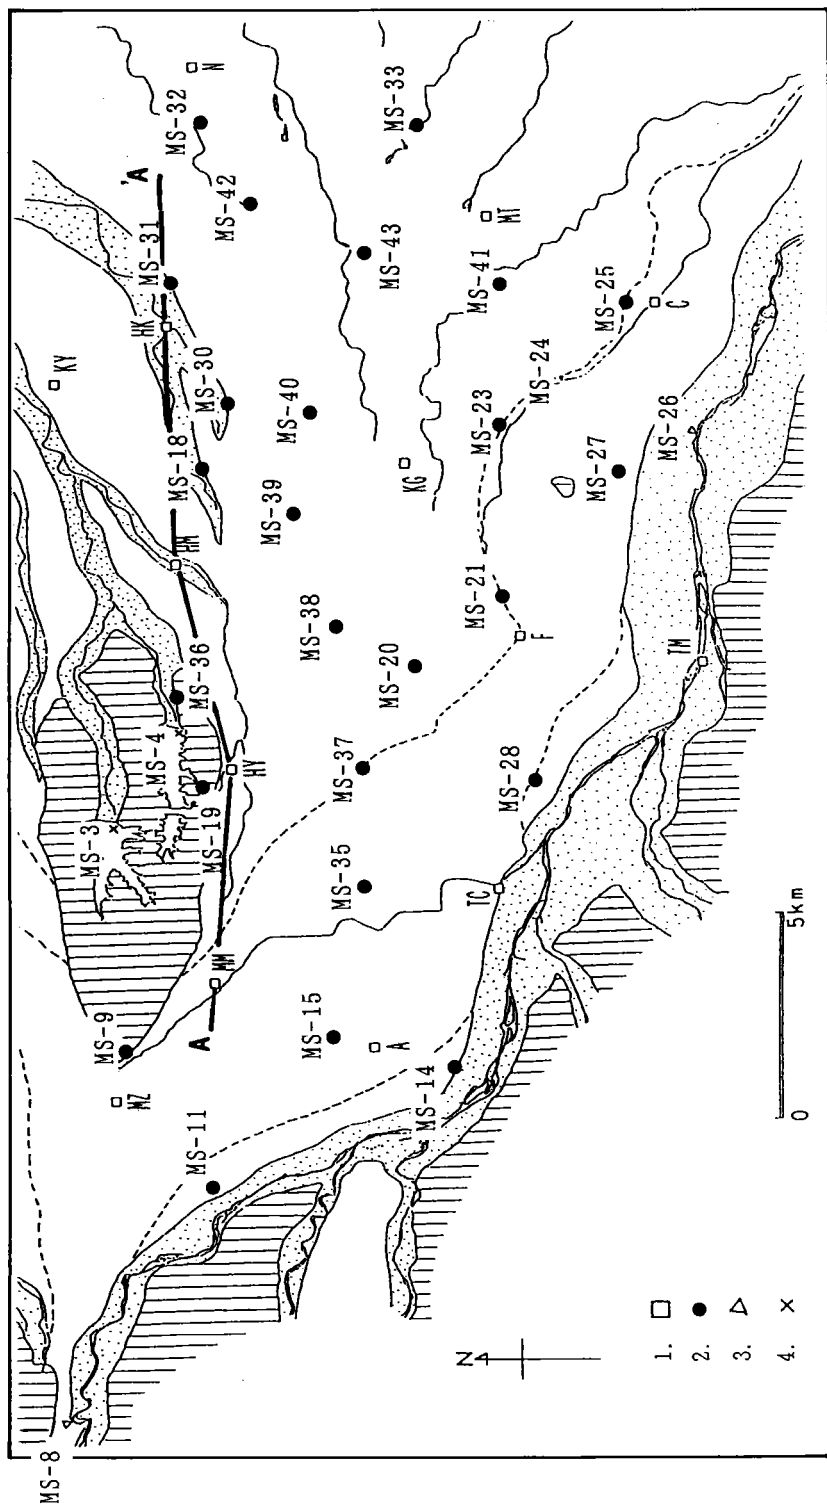 MS-8
KY
MZ
MS-9
MS-3
MS-4
HK
MS-31
'A
MS-32
N
HM
MS-18
A
MM
MS-19
HY
MS-36
MS-11
MS-30
MS-42
MS-39
MS-40
MS-15
MS-38
MS-35
MS-37
MS-43
MS-33
A
MS-20
KG
MS-14
TC
MS-21
MS-23
MS-41
MT
MS-28
F
MS-24
MS-27
MS-25
C
MS-26
TM
N
1.
2.
3.
4.
0 5km